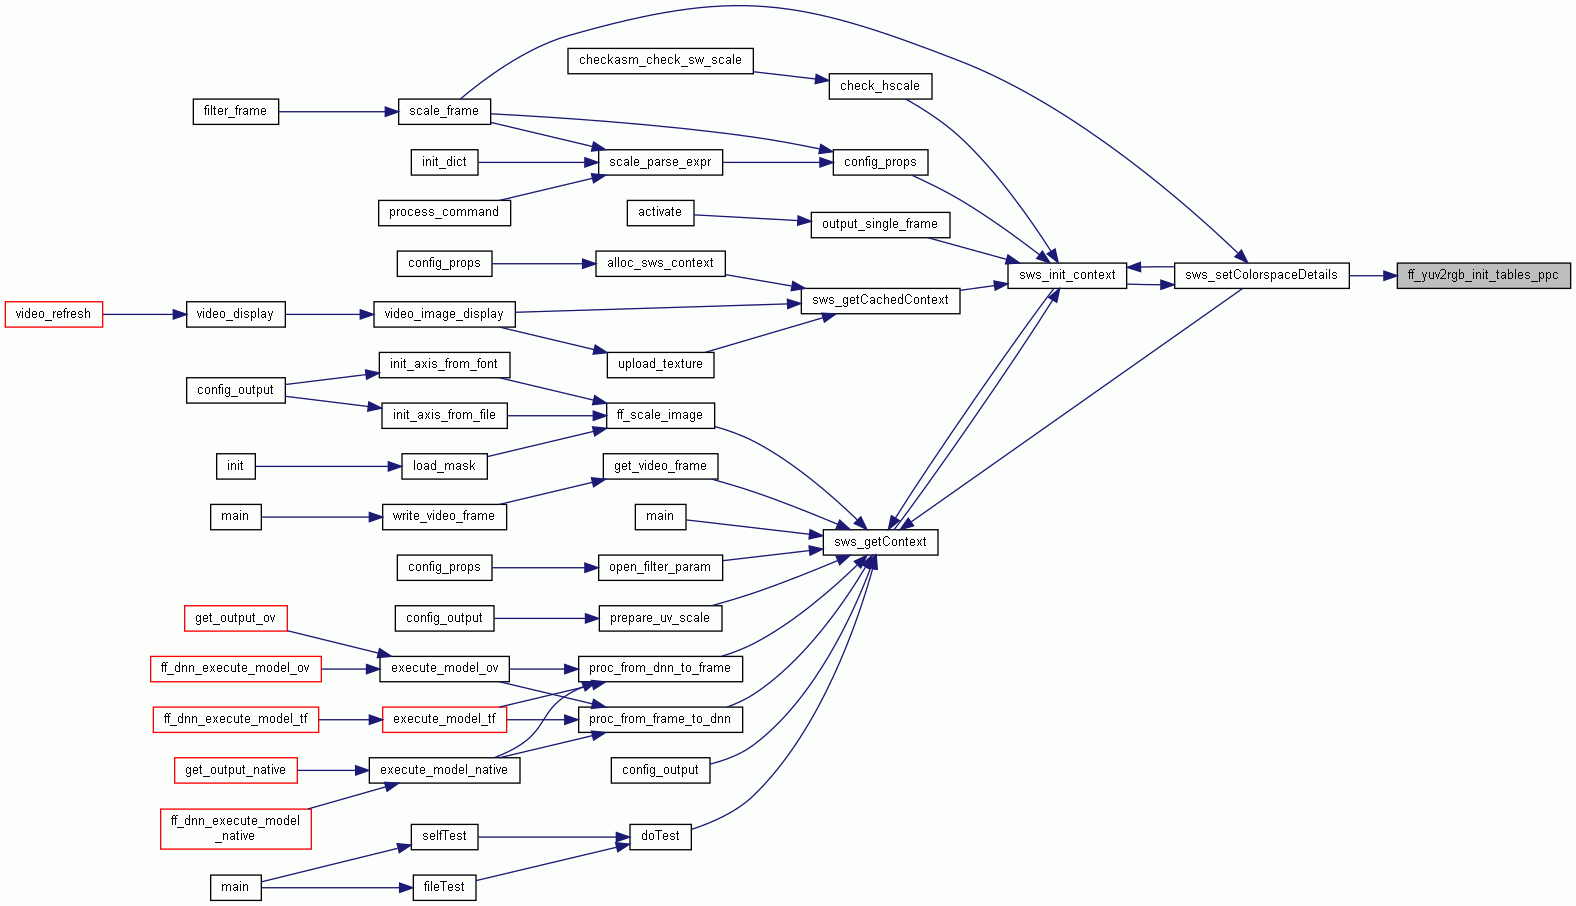 checkasm_check_sw_scale
check_hscale
filter_frame
scale_frame
init_dict
scale_parse_expr
config_props
process_command
activate
output_single_frame
config_props
alloc_sws_context
sws_init_context
sws_setColorspaceDetails
ff_yuv2rgb_init_tables_ppc
video_refresh
video_display
video_image_display
sws_getCachedContext
upload_texture
init_axis_from_font
config_output
init_axis_from_file
ff_scale_image
init
load_mask
get_video_frame
main
write_video_frame
main
sws_getContext
config_props
open_filter_param
get_output_ov
config_output
prepare_uv_scale
ff_dnn_execute_model_ov
execute_model_ov
proc_from_dnn_to_frame
ff_dnn_execute_model_tf
execute_model_tf
proc_from_frame_to_dnn
get_output_native
execute_model_native
config_output
ff_dnn_execute_model
_native
selfTest
doTest
main
fileTest